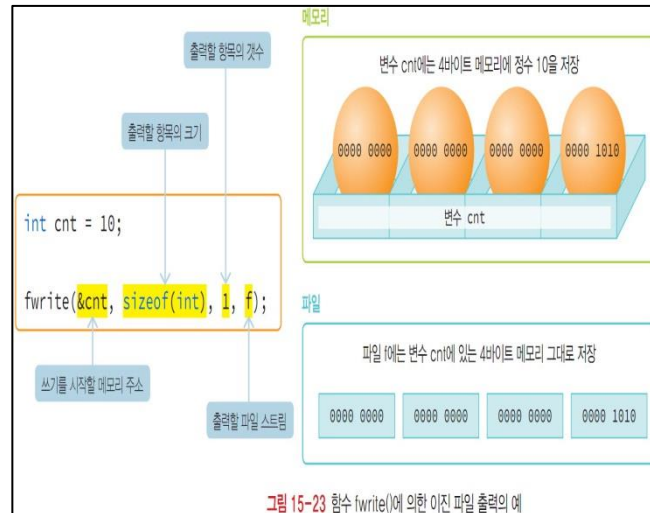 출력할 항목의 갯수
출력할 항목의 크기
int cnt = 10;
fwrite(&cnt, sizeof(int), 1, f);
쓰기를 시작할 메모리 주소
출력할 파일 스트림
메모리
변수 cnt에는 4바이트 메모리에 정수 10을 저장
0000 0000 0000 0000 0000 0000 0000 1010
변수 cnt
파일
파일 f에는 변수 cnt에 있는 4바이트 메모리 그대로 저장
0000 0000 0000 0000 0000 0000 0000 1010
그림 15-23 함수 fwrite()에 의한 이진 파일 출력의 예